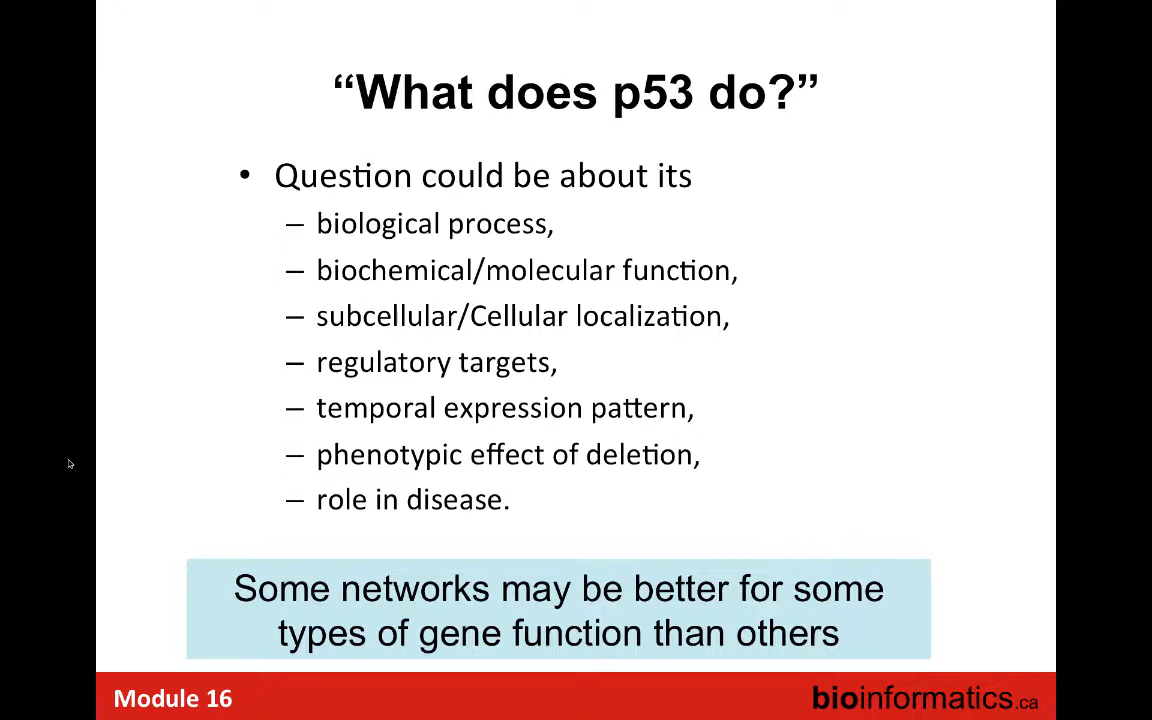 “What does p53 do?”
• Question could be about its
– biological process,
– biochemical/molecular function,
– subcellular/Cellular localization,
– regulatory targets,
– temporal expression pattern,
– phenotypic effect of deletion,
– role in disease.
Some networks may be better for some
types of gene function than others
Module 16
bioinformatics.ca